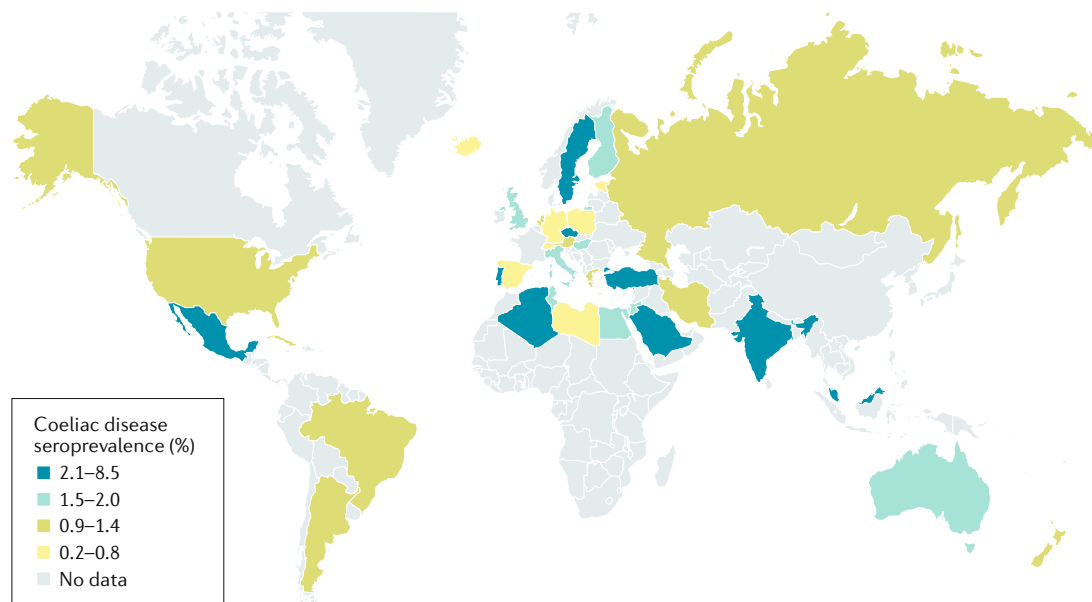 Coeliac disease
seroprevalence (%)
2.1–8.5
1.5–2.0
0.9–1.4
0.2–0.8
No data